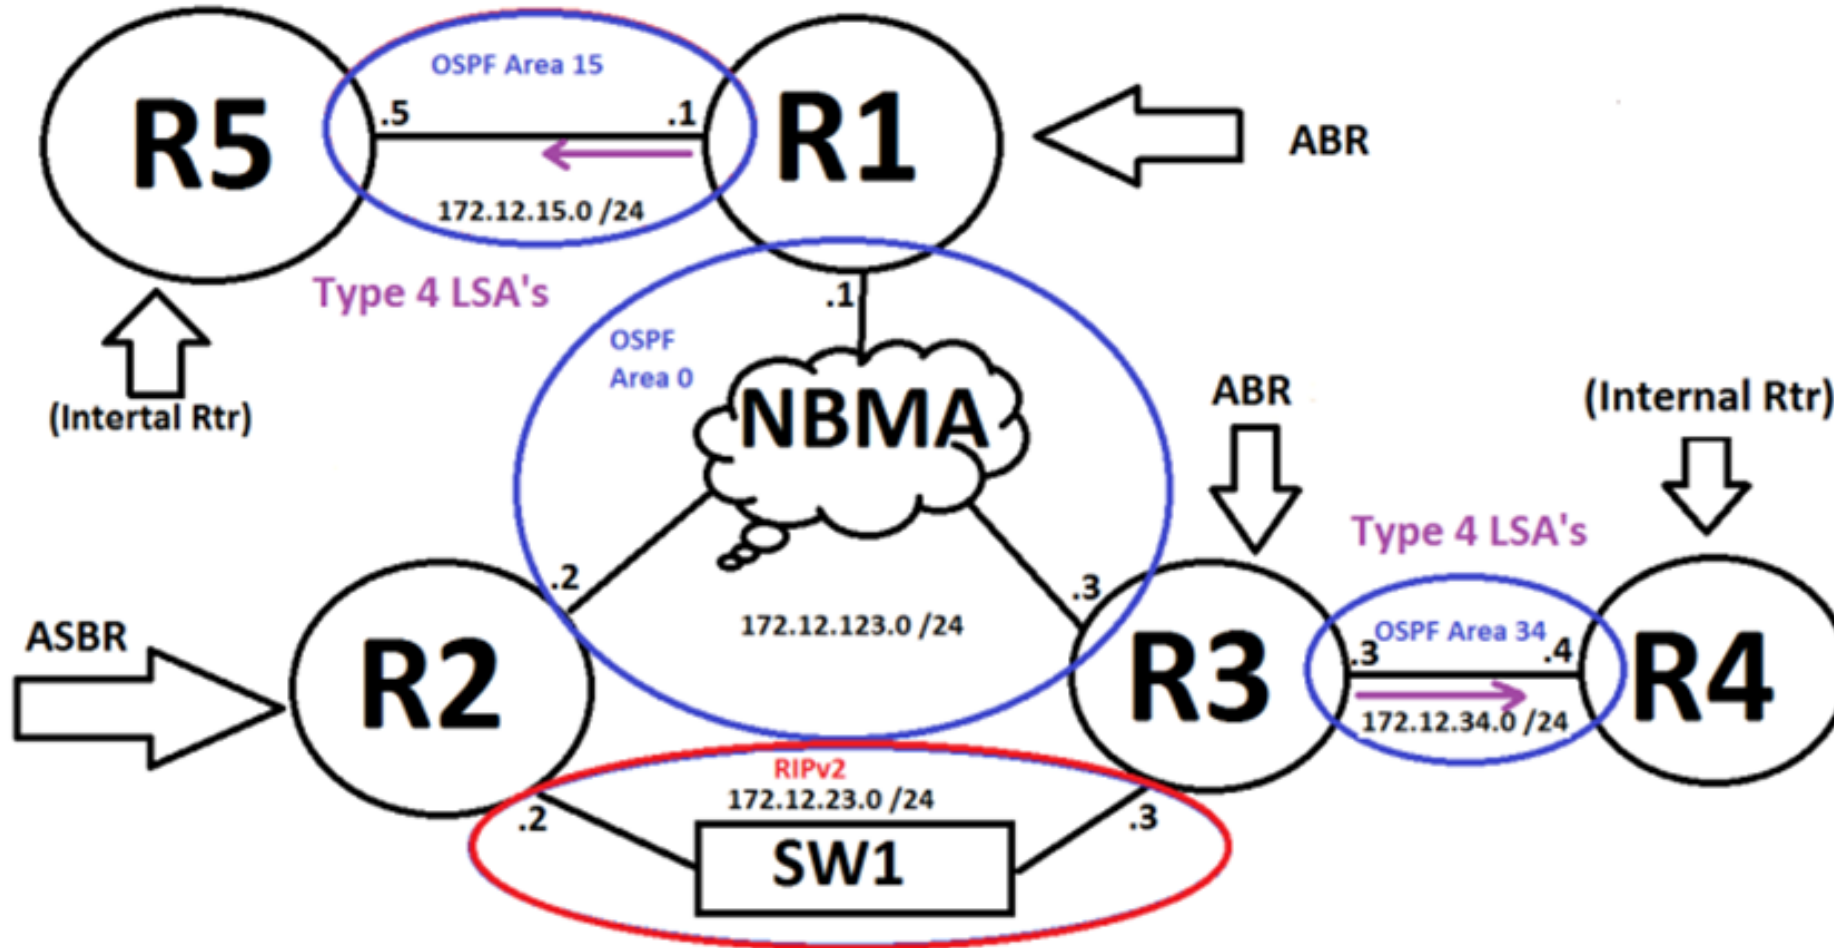 OSPF Area 15
R5
R1
.5
.1
ABR
172.12.15.0 /24
Type 4 LSA's
.1
OSPF
Area 0
(Intertal Rtr)
NBMA
ABR
(Internal Rtr)
Type 4 LSA's
.2
.3
172.12.123.0 /24
ASBR
R2
R3
OSPF Area 34
.3
.4
R4
172.12.34.0 /24
RIPv2
172.12.23.0 /24
.2
.3
SW1